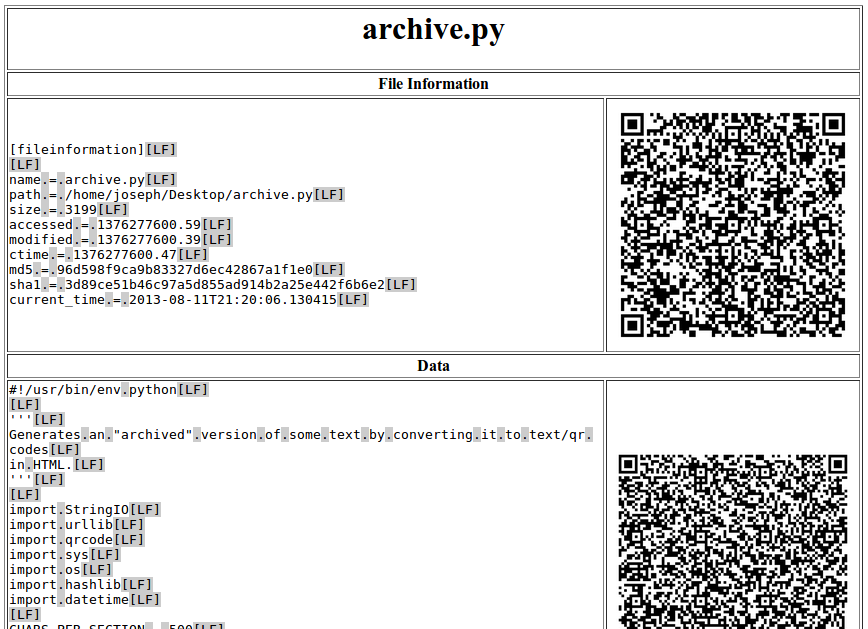 archive.py
File Information
[fileinformation][LF]
[LF]
name.=.archive.py[LF]
path.=./home/joseph/Desktop/archive.py[LF]
size.=.3199[LF]
accessed.=.1376277600.59[LF]
modified.=.1376277600.39[LF]
ctime.=.1376277600.47[LF]
md5.=.96d598f9ca9b83327d6ec42867a1f1e0[LF]
sha1.=.3d89ce51b46c97a5d855ad914b2a25e442f6b6e2[LF]
current_time.=.2013-08-11T21:20:06.130415[LF]
Data
#!/usr/bin/env.python[LF]
[LF]
'''[LF]
Generates.an."archived".version.of.some.text.by.converting.it.to.text/qr.
codes[LF]
in.HTML.[LF]
'''[LF]
[LF]
import.StringIO[LF]
import.urllib[LF]
import.qrcode[LF]
import.sys[LF]
import.os[LF]
import.hashlib[LF]
import.datetime[LF]
[LF]